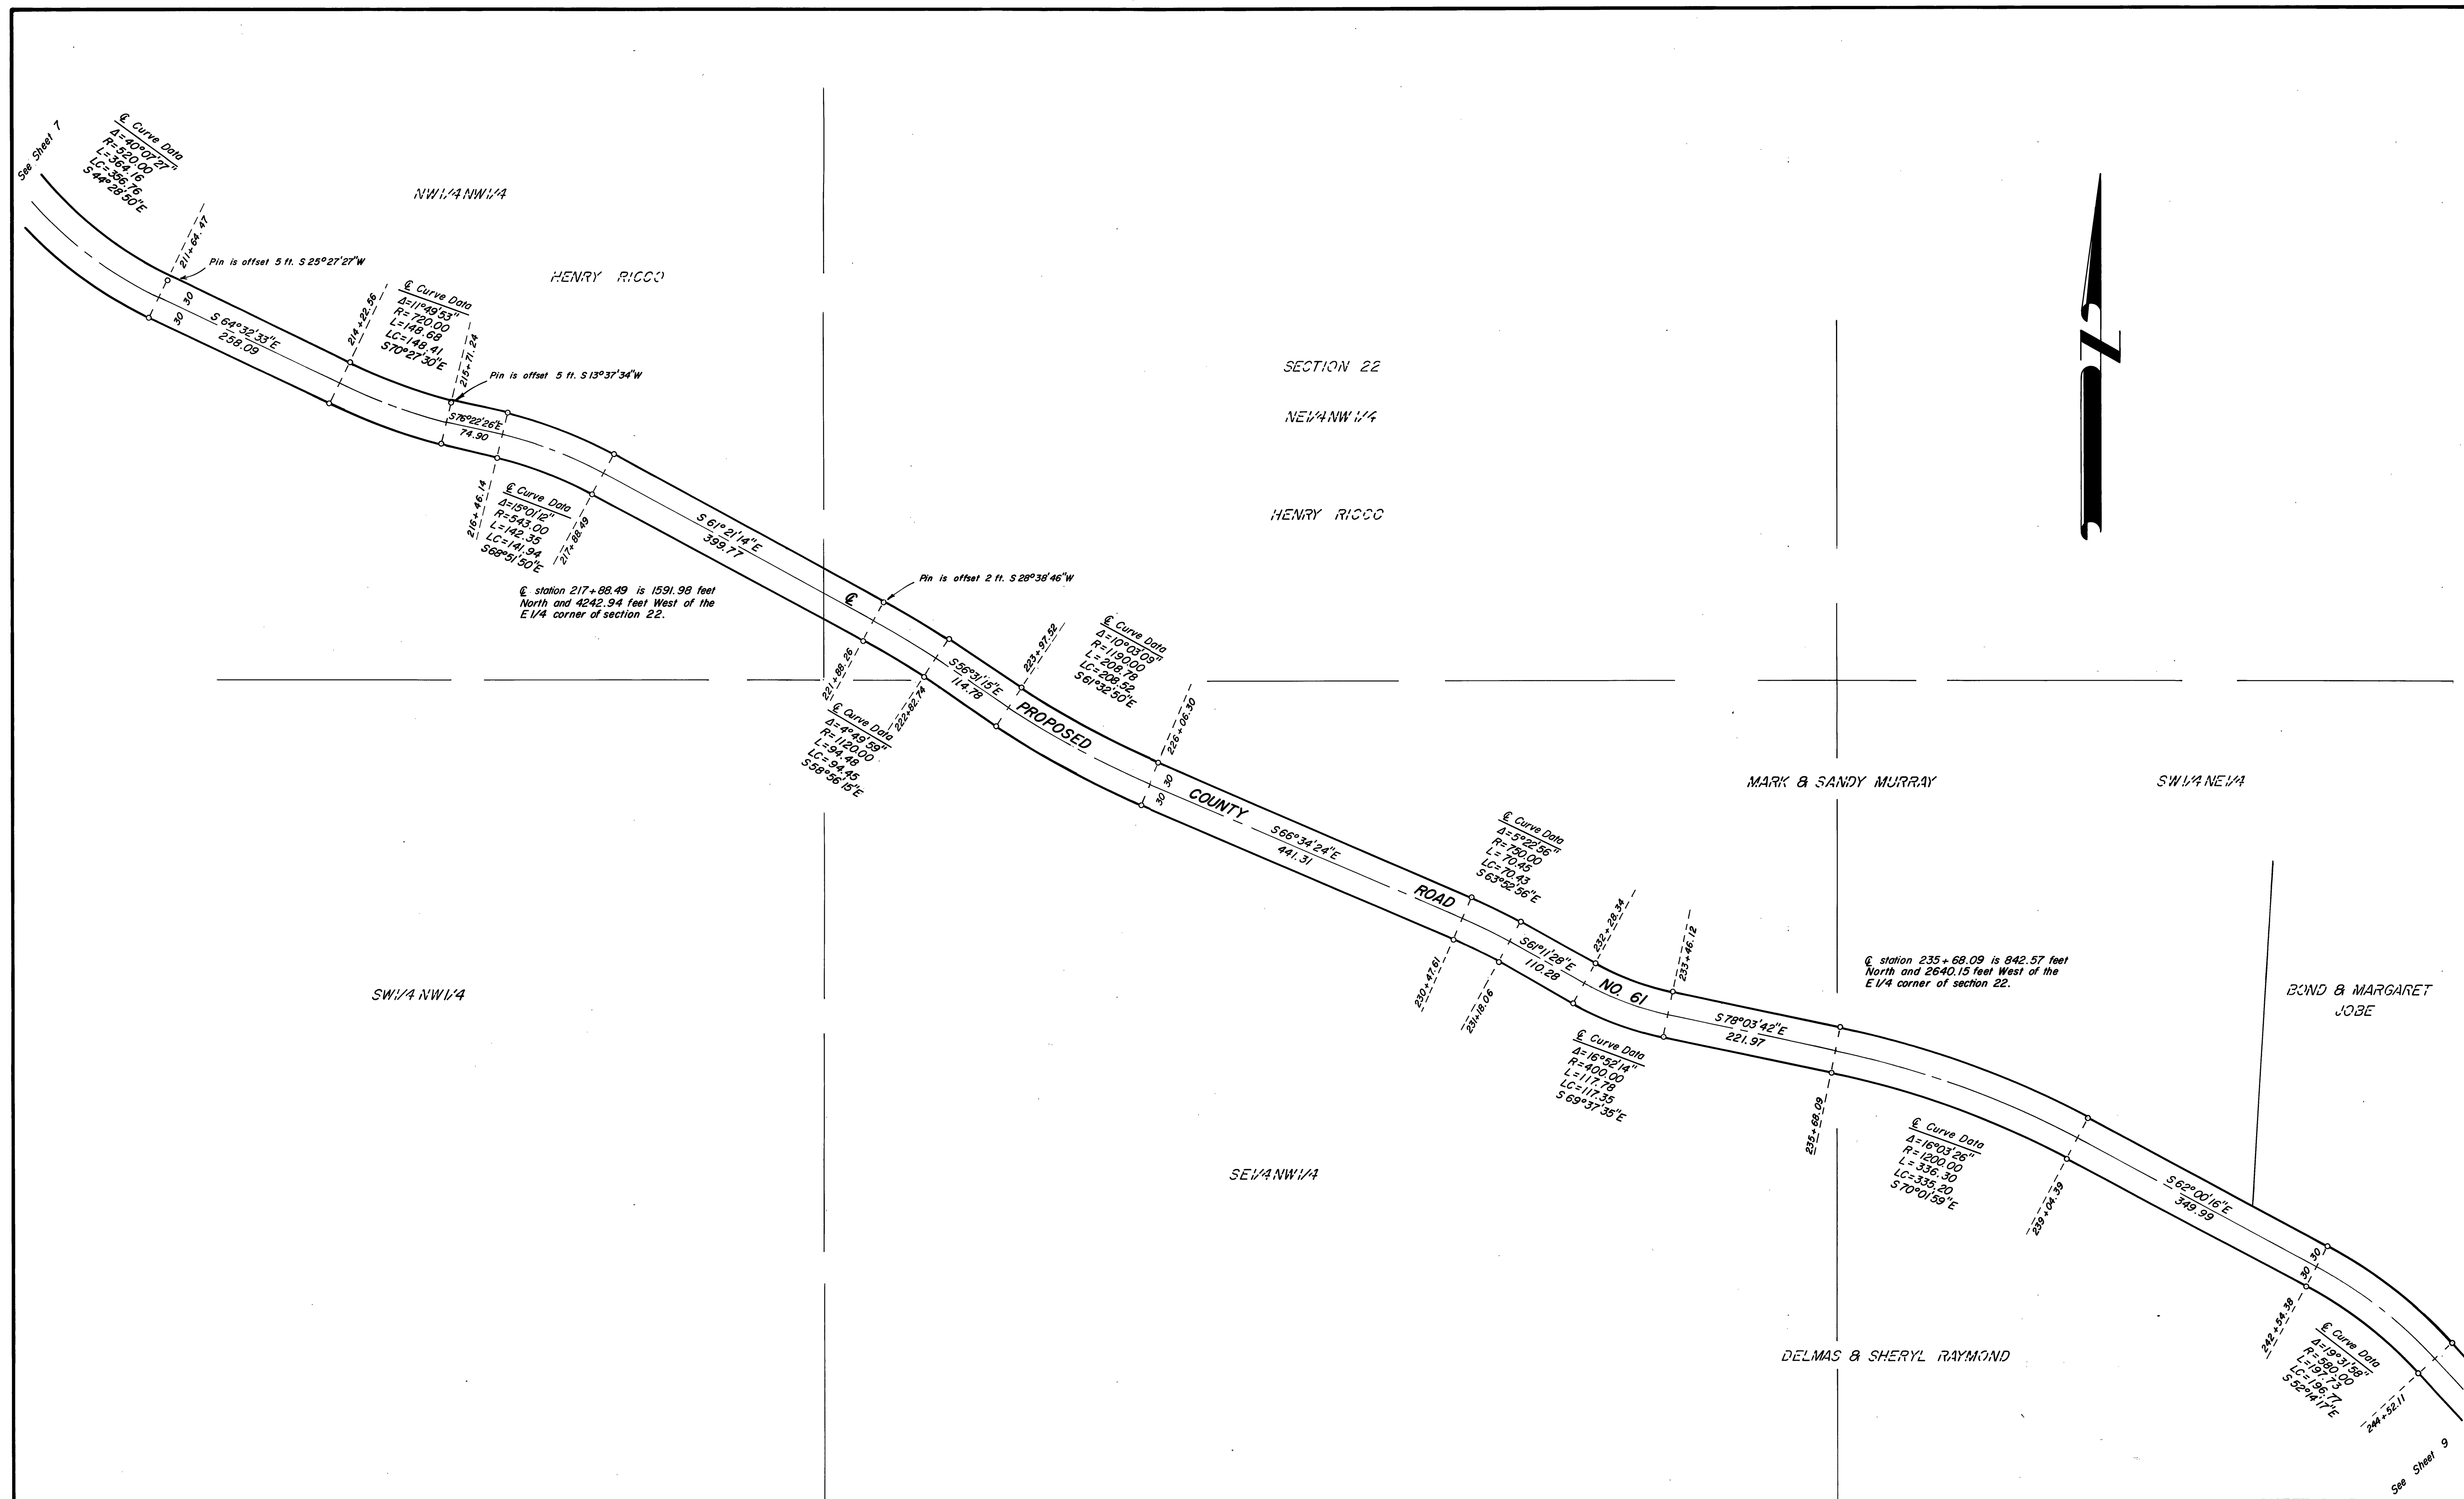 See Sheet 7
℄ Curve Data
Δ=40°07'27"
R=520.00
L=364.16
LC=356.76
S 44°28'50"E
211+64.47
Pin is offset 5 ft. S 25°27'27"W
30
30
S 64°32'33"E
258.09
NW1/4NW1/4
HENRY RICCO
214+22.56
℄ Curve Data
Δ=11°49'53"
R=720.00
L=148.68
LC=148.41
S70°27'30"E
215+71.24
Pin is offset 5 ft. S 13°37'34"W
S76°22'26"E
74.90
216+46.14
℄ Curve Data
Δ=15°01'12"
R=543.00
L=142.35
LC=141.94
S68°51'50"E
217+88.49
℄ station 217+88.49 is 1591.98 feet
North and 4242.94 feet West of the
E1/4 corner of section 22.
S 61°21'14"E
399.77
℄
Pin is offset 2 ft. S 28°38'46"W
SECTION 22
NE1/4NW1/4
HENRY RICCO
221+88.26
℄ Curve Data
Δ=4°49'59"
R=1120.00
L=94.48
LC=94.45
S58°56'15"E
222+82.74
S56°31'15"E
114.78
223+97.52
℄ Curve Data
Δ=10°03'09"
R=1190.00
L=208.78
LC=208.52
S61°32'50"E
226+06.30
PROPOSED
30
30
COUNTY
S66°34'24"E
441.31
ROAD
℄ Curve Data
Δ=5°22'56"
R=750.00
L=70.45
LC=70.43
S63°52'56"E
230+47.61
231+18.06
S61°11'28"E
110.28
232+28.34
NO. 61
233+46.12
℄ Curve Data
Δ=16°52'14"
R=400.00
L=117.78
LC=117.35
S69°37'35"E
S78°03'42"E
221.97
MARK & SANDY MURRAY
SW1/4NE1/4
℄ station 235+68.09 is 842.57 feet
North and 2640.15 feet West of the
E1/4 corner of section 22.
BOND & MARGARET
JOBE
SW1/4NW1/4
SE1/4NW1/4
235+68.09
℄ Curve Data
Δ=16°03'26"
R=1200.00
L=336.30
LC=335.20
S70°01'59"E
239+04.39
S62°00'16"E
349.99
30
30
242+54.38
℄ Curve Data
Δ=19°31'58"
R=580.00
L=197.73
LC=196.77
S52°14'17"E
244+52.11
DELMAS & SHERYL RAYMOND
See Sheet 9